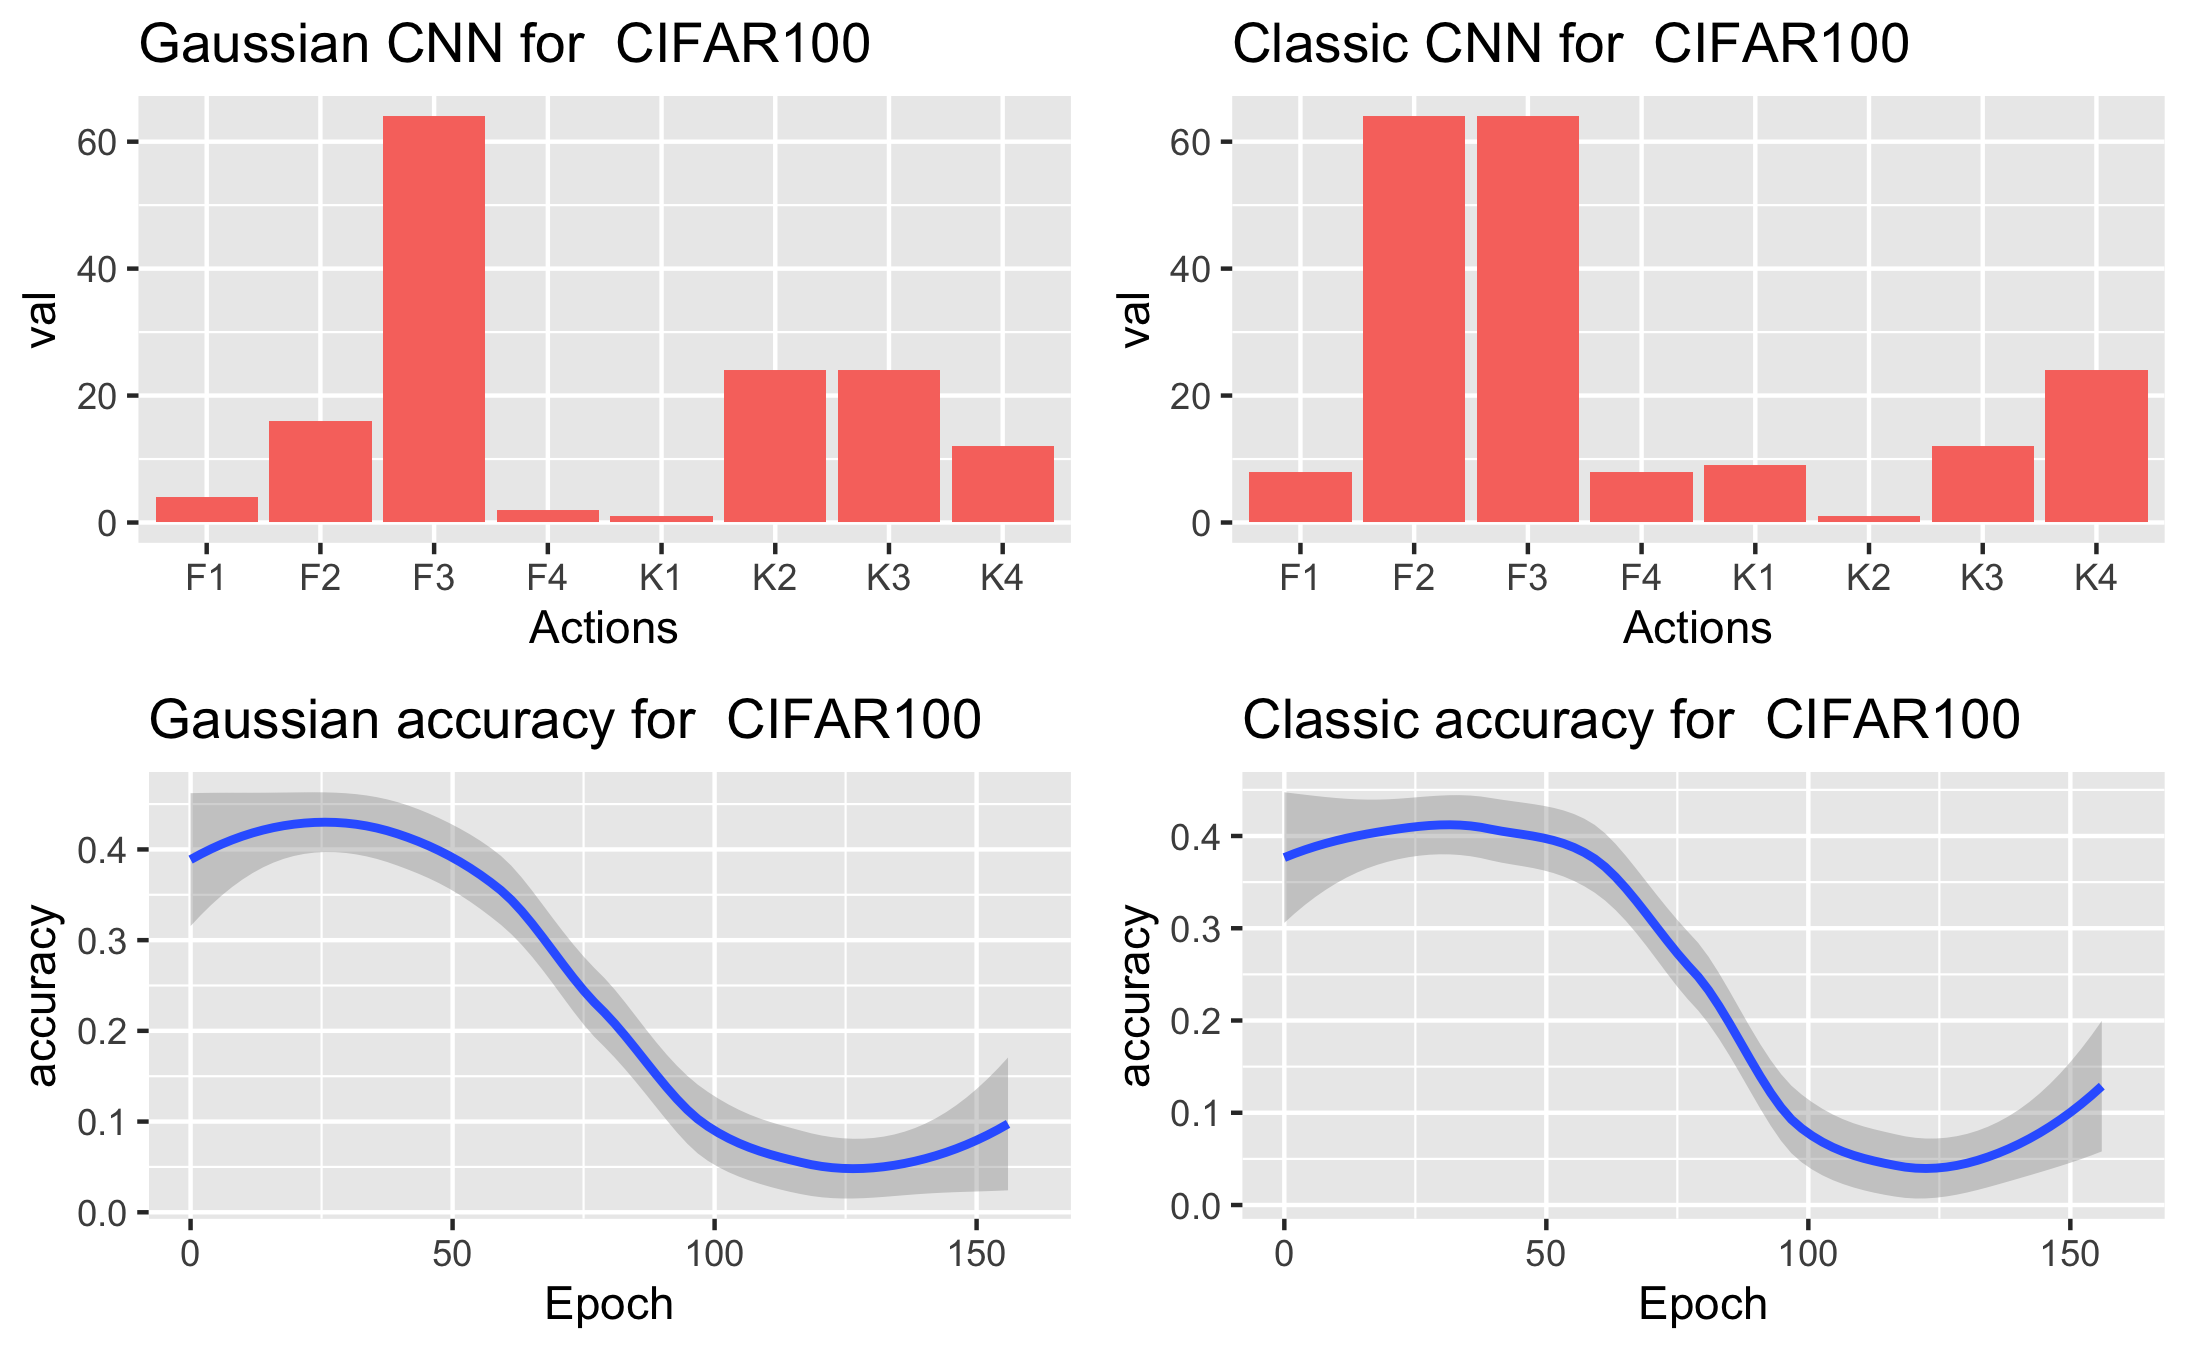 Gaussian CNN for  CIFAR100
val
60
40
20
0
F1 F2 F3 F4 K1 K2 K3 K4
Actions
Classic CNN for  CIFAR100
val
60
40
20
0
F1 F2 F3 F4 K1 K2 K3 K4
Actions
Gaussian accuracy for  CIFAR100
accuracy
0.4
0.3
0.2
0.1
0.0
0 50 100 150
Epoch
Classic accuracy for  CIFAR100
accuracy
0.4
0.3
0.2
0.1
0.0
0 50 100 150
Epoch